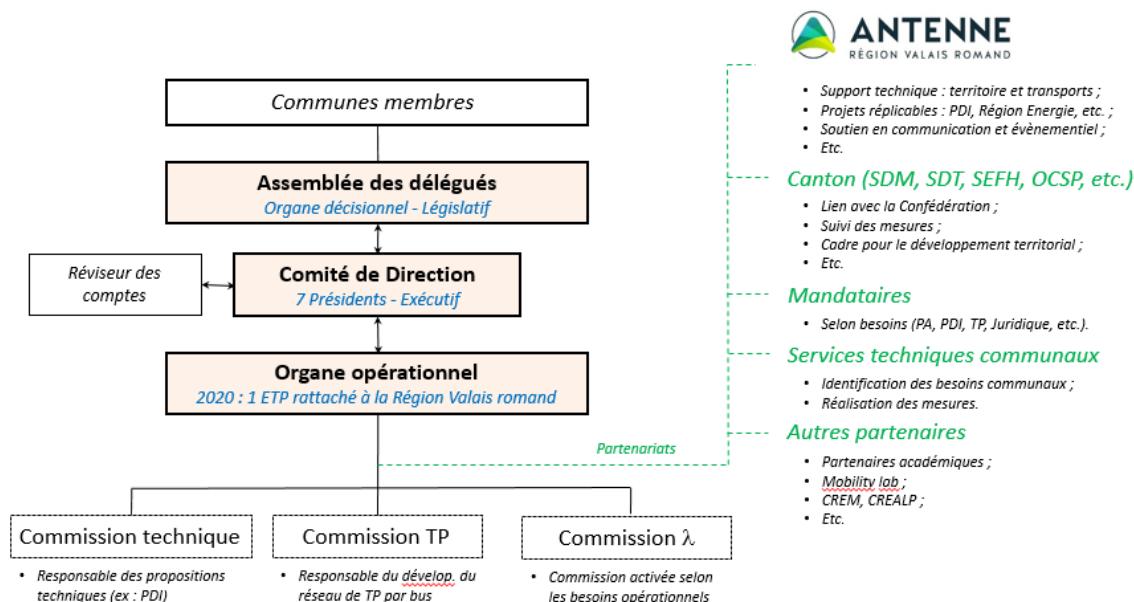 Communes membres
Assemblée des délégués
Organe décisionnel - Législatif
Réviseur des
comptes
Comité de Direction
7 Présidents - Exécutif
Organe opérationnel
2020 : 1 ETP rattaché à la Région Valais romand
Partenariats
Commission technique
• Responsable des propositions
techniques (ex : PDI)
Commission TP
• Responsable du dévelop. du
réseau de TP par bus
Commission λ
• Commission activée selon
les besoins opérationnels
ANTENNE
RÉGION VALAIS ROMAND
• Support technique : territoire et transports ;
• Projets réplicables : PDI, Région Energie, etc. ;
• Soutien en communication et évènementiel ;
• Etc.
Canton (SDM, SDT, SEFH, OCSP, etc.)
• Lien avec la Confédération ;
• Suivi des mesures ;
• Cadre pour le développement territorial ;
• Etc.
Mandataires
• Selon besoins (PA, PDI, TP, Juridique, etc.).
Services techniques communaux
• Identification des besoins communaux ;
• Réalisation des mesures.
Autres partenaires
• Partenaires académiques ;
• Mobility lab ;
• CREM, CREALP ;
• Etc.